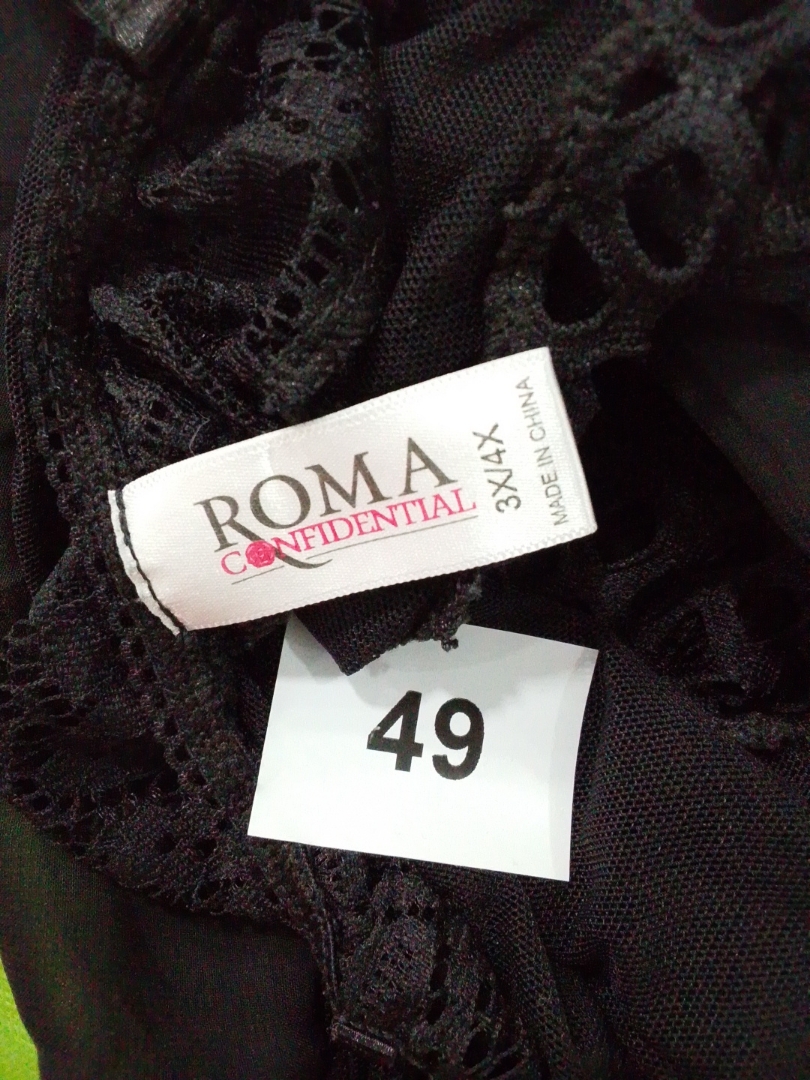 ROMA
CONFIDENTIAL
3X/4X
MADE IN CHINA
49